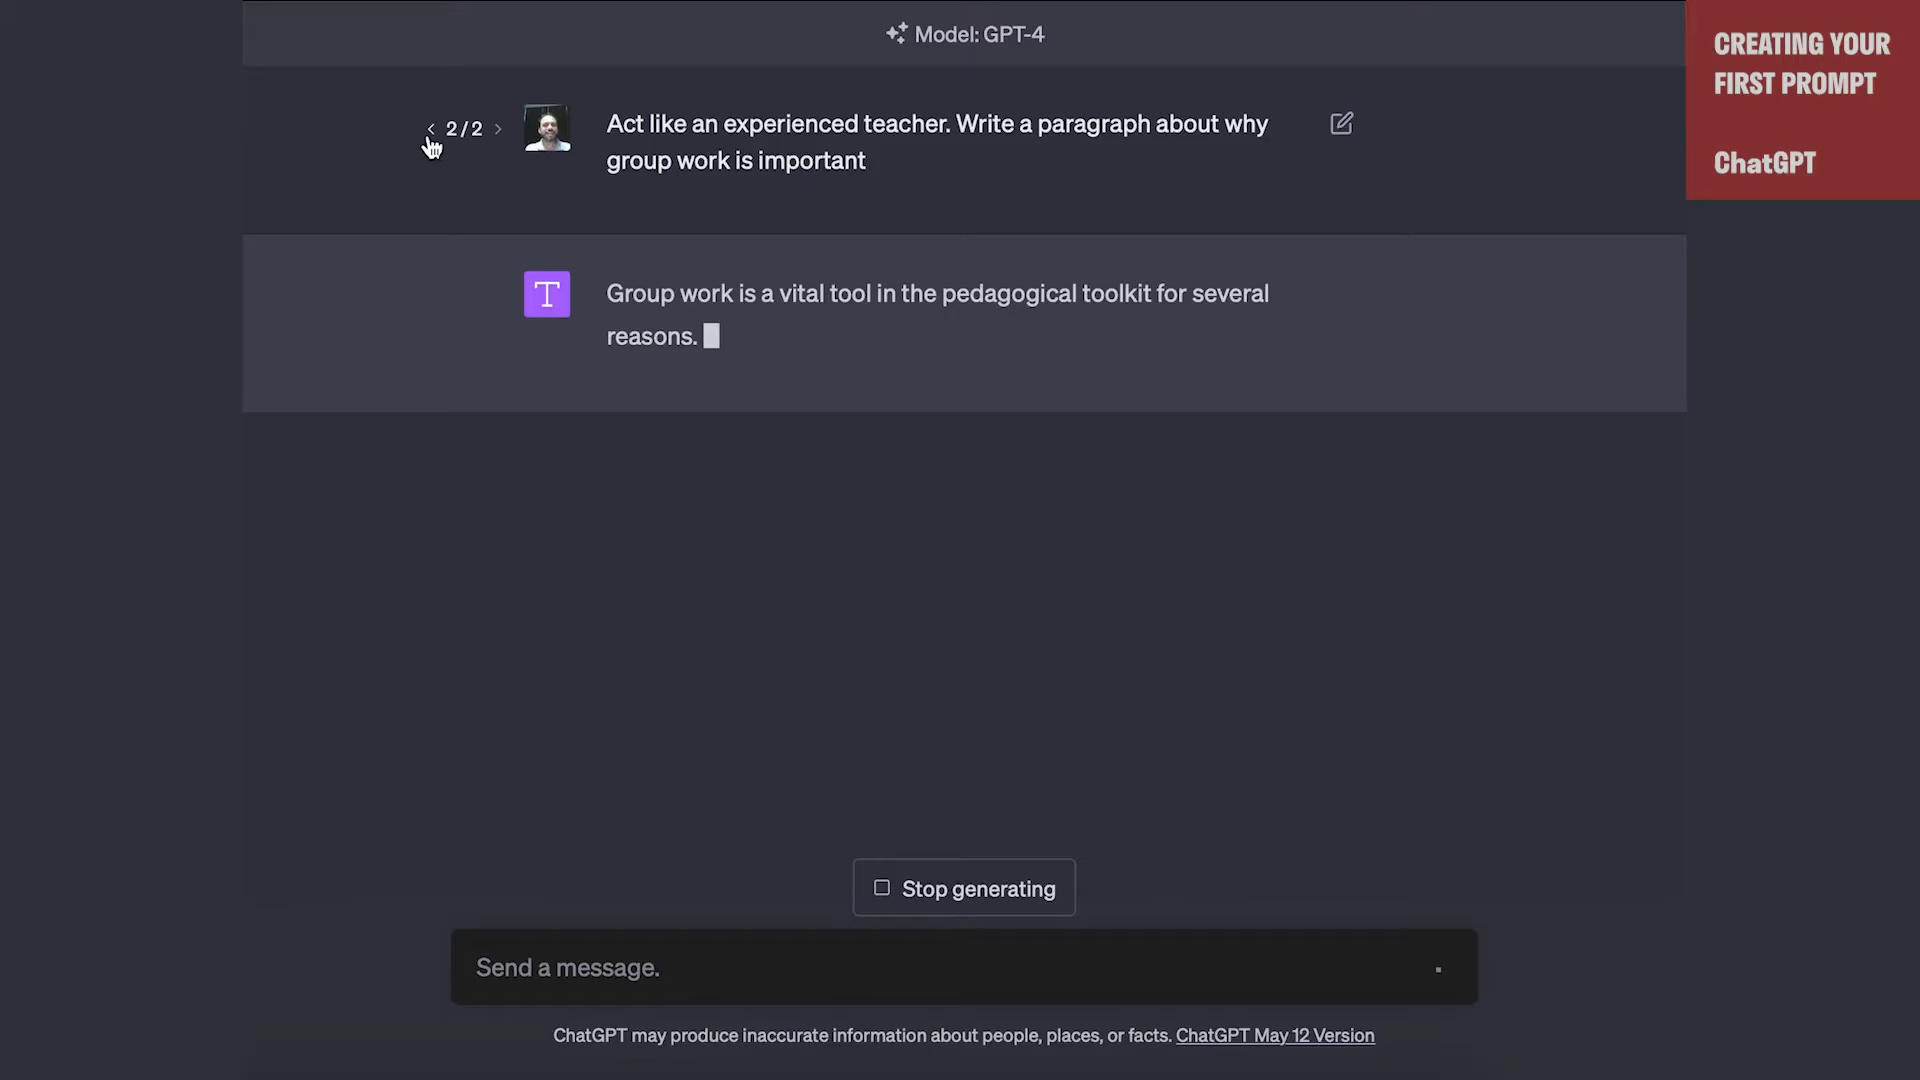 Model: GPT-4
CREATING YOUR
FIRST PROMPT
ChatGPT
< 2 / 2 >
Act like an experienced teacher. Write a paragraph about why
group work is important
T
Group work is a vital tool in the pedagogical toolkit for several
reasons.
Stop generating
Send a message.
ChatGPT may produce inaccurate information about people, places, or facts. ChatGPT May 12 Version